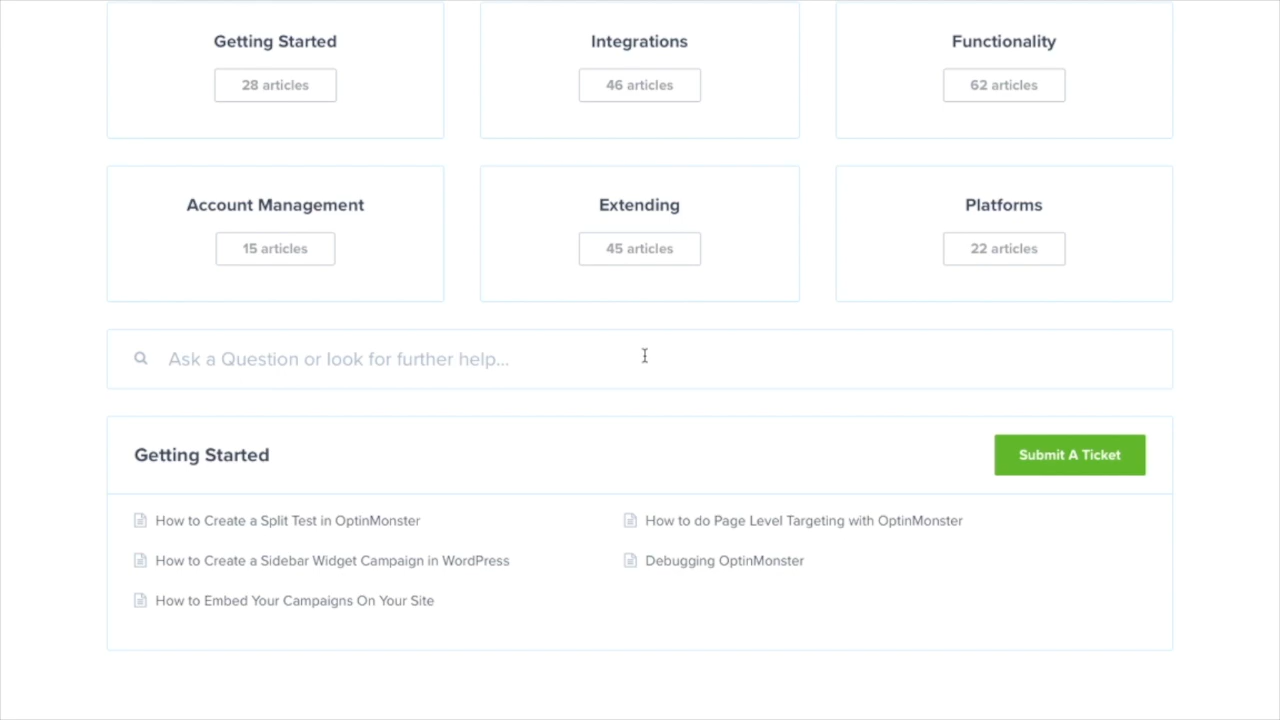 Getting Started
Integrations
Functionality
28 articles
46 articles
62 articles
Account Management
Extending
Platforms
15 articles
45 articles
22 articles
Ask a Question or look for further help...
Getting Started
Submit A Ticket
How to Create a Split Test in OptinMonster
How to do Page Level Targeting with OptinMonster
How to Create a Sidebar Widget Campaign in WordPress
Debugging OptinMonster
How to Embed Your Campaigns On Your Site